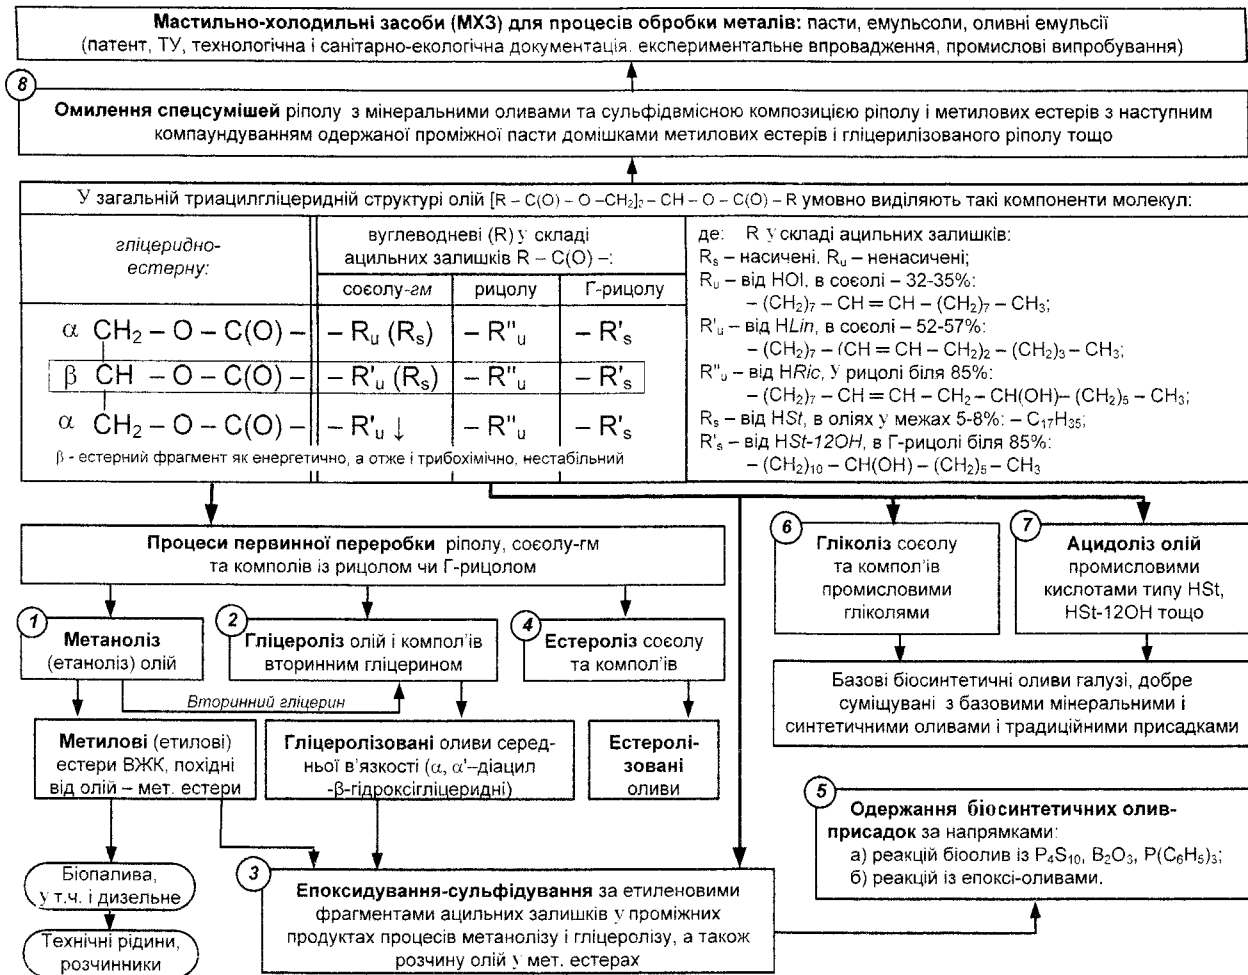 Мастильно-холодильні засоби (МХЗ) для процесів обробки металів: пасти, емульсоли, оливні емульсії
(патент, ТУ, технологічна і санітарно-екологічна документація. експериментальне впровадження, промислові випробування)
8
Омилення спецсумішей ріполу з мінеральними оливами та сульфідвмісною композицією ріполу і метилових естерів з наступним
компаундуванням одержаної проміжної пасти домішками метилових естерів і гліцерилізованого ріполу тощо
У загальній триацилгліцеридній структурі олій [R – C(O) – O –CH₂]₂ – CH – O – C(O) – R умовно виділяють такі компоненти молекул:
гліцеридно-
естерну:
вуглеводневі (R) у складі
ацильних залишків R – C(O) –:
соєолу-гм
рицолу
Г-рицолу
α CH₂ – O – C(O) –
– Rᵤ (Rₛ)
– R"ᵤ
– R'ₛ
β CH – O – C(O) –
– R'ᵤ (Rₛ)
– R"ᵤ
– R'ₛ
α CH₂ – O – C(O) –
– R'ᵤ ↓
– R"ᵤ
– R'ₛ
β - естерний фрагмент як енергетично, а отже і трибохімічно, нестабільний
де: R у складі ацильних залишків:
Rₛ – насичені. Rᵤ – ненасичені;
Rᵤ – від HOl, в соєолі – 32-35%:
– (CH₂)₇ – CH = CH – (CH₂)₇ – CH₃;
R'ᵤ – від HLin, в соєолі – 52-57%:
– (CH₂)₇ – (CH = CH – CH₂)₂ – (CH₂)₃ – CH₃;
R"ᵤ – від HRic, У рицолі біля 85%:
– (CH₂)₇ – CH = CH – CH₂ – CH(OH)– (CH₂)₅ – CH₃;
Rₛ – від HSt, в оліях у межах 5-8%: – C₁₇H₃₅;
R'ₛ – від HSt-12OH, в Г-рицолі біля 85%:
– (CH₂)₁₀ – CH(OH) – (CH₂)₅ – CH₃
Процеси первинної переробки ріполу, соєолу-гм
та комполів із рицолом чи Г-рицолом
1
Метаноліз
(етаноліз) олій
2
Гліцероліз олій і компол'ів
вторинним гліцерином
4
Естероліз соєолу
та компол'ів
Вторинний гліцерин
6
Гліколіз соєолу
та компол'ів
промисловими
гліколями
7
Ацидоліз олій
промисловими
кислотами типу HSt,
HSt-12OH тощо
Базові біосинтетичні оливи галузі, добре
суміщувані з базовими мінеральними і
синтетичними оливами і традиційними присадками
Метилові (етилові)
естери ВЖК, похідні
від олій – мет. естери
Гліцеролізовані оливи серед-
ньої в'язкості (α, α'–діацил
-β-гідроксігліцеридні)
Естеролі-
зовані
оливи
5
Одержання біосинтетичних олив-
присадок за напрямками:
а) реакцій біоолив із P₄S₁₀, B₂O₃, P(C₆H₅)₃;
б) реакцій із епоксі-оливами.
Біопалива,
у т.ч. і дизельне
Технічні рідини,
розчинники
3
Епоксидування-сульфідування за етиленовими
фрагментами ацильних залишків у проміжних
продуктах процесів метанолізу і гліцеролізу, а також
розчину олій у мет. естерах